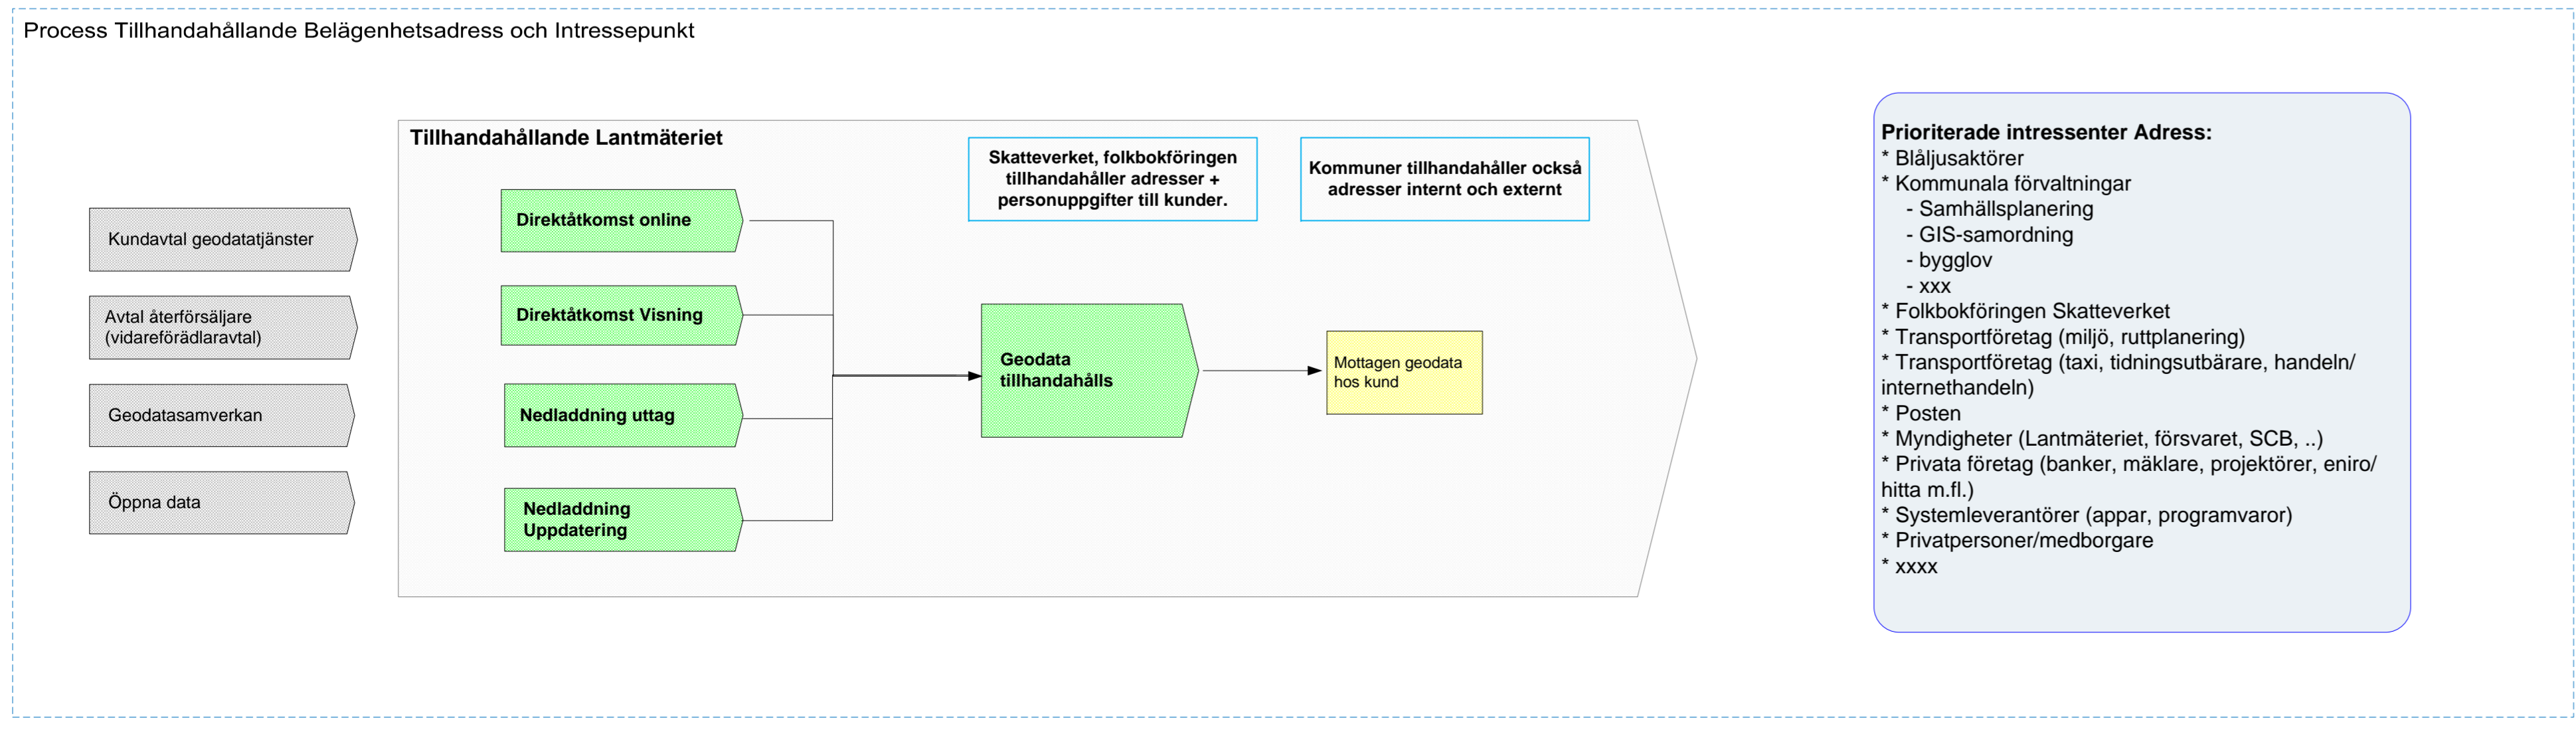 Process Tillhandahållande Belägenhetsadress och Intressepunkt
Kundavtal geodatatjänster
Avtal återförsäljare
(vidareförädlaravtal)
Geodatasamverkan
Öppna data
Tillhandahållande Lantmäteriet
Direktåtkomst online
Direktåtkomst Visning
Nedladdning uttag
Nedladdning
Uppdatering
Skatteverket, folkbokföringen
tillhandahåller adresser +
personuppgifter till kunder.
Kommuner tillhandahåller också
adresser internt och externt
Geodata
tillhandahålls
Mottagen geodata
hos kund
Prioriterade intressenter Adress:
* Blåljusaktörer
* Kommunala förvaltningar
- Samhällsplanering
- GIS-samordning
- bygglov
- xxx
* Folkbokföringen Skatteverket
* Transportföretag (miljö, ruttplanering)
* Transportföretag (taxi, tidningsutbärare, handeln/
internethandeln)
* Posten
* Myndigheter (Lantmäteriet, försvaret, SCB, ..)
* Privata företag (banker, mäklare, projektörer, eniro/
hitta m.fl.)
* Systemleverantörer (appar, programvaror)
* Privatpersoner/medborgare
* xxxx